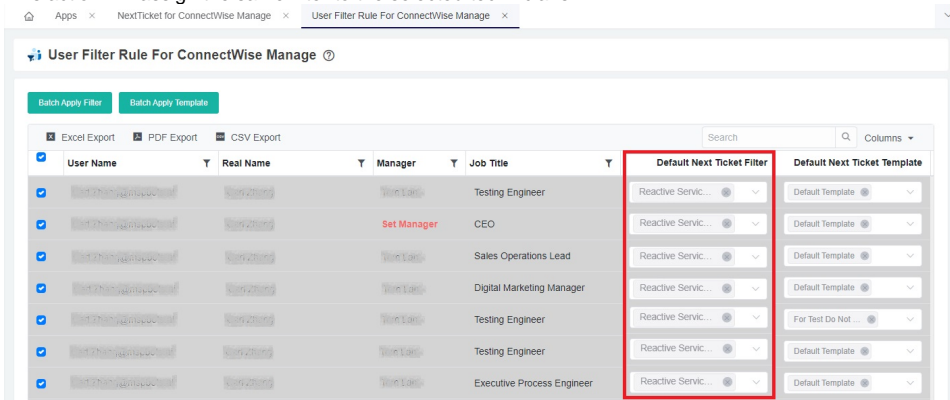 Apps × NextTicket for ConnectWise Manage × User Filter Rule For ConnectWise Manage ×
User Filter Rule For ConnectWise Manage
Batch Apply Filter Batch Apply Template
Excel Export PDF Export CSV Export Search Columns
User Name Real Name Manager Job Title Default Next Ticket Filter Default Next Ticket Template
Testing Engineer Reactive Servic... Default Template
Set Manager CEO Reactive Servic... Default Template
Sales Operations Lead Reactive Servic... Default Template
Digital Marketing Manager Reactive Servic... Default Template
Testing Engineer Reactive Servic... For Test Do Not ...
Testing Engineer Reactive Servic... Default Template
Executive Process Engineer Reactive Servic... Default Template